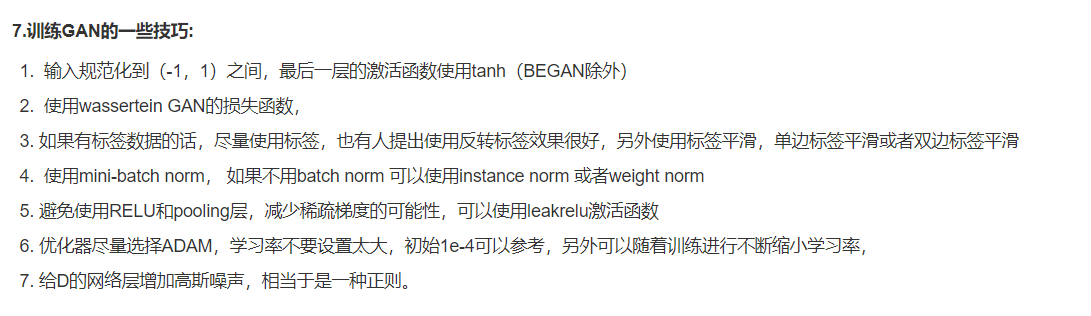 7.训练GAN的一些技巧:
1. 输入规范化到（-1，1）之间，最后一层的激活函数使用tanh（BEGAN除外）
2. 使用wassertein GAN的损失函数，
3. 如果有标签数据的话，尽量使用标签，也有人提出使用反转标签效果很好，另外使用标签平滑，单边标签平滑或者双边标签平滑
4. 使用mini-batch norm， 如果不用batch norm 可以使用instance norm 或者weight norm
5. 避免使用RELU和pooling层，减少稀疏梯度的可能性，可以使用leakrelu激活函数
6. 优化器尽量选择ADAM，学习率不要设置太大，初始1e-4可以参考，另外可以随着训练进行不断缩小学习率，
7. 给D的网络层增加高斯噪声，相当于是一种正则。